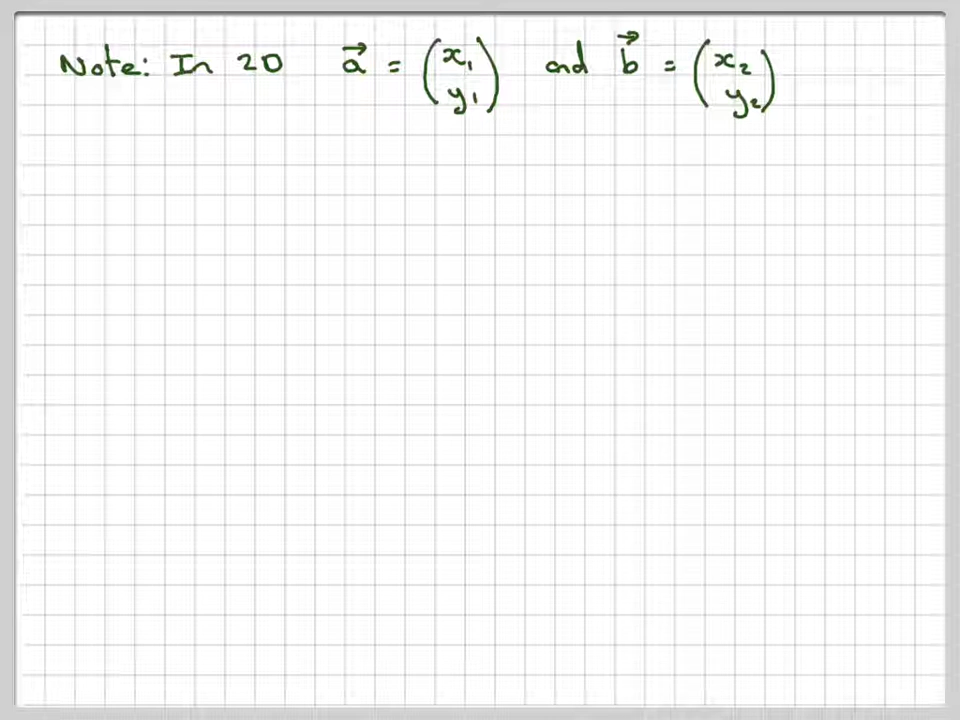 Note: In 2D a⃗ = (x₁ y₁) and b⃗ = (x₂ y₂)